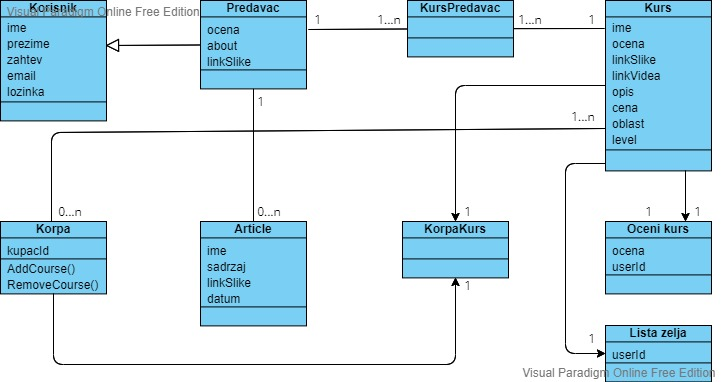 Visual Paradigm Online Free Edition
Korisnik
ime
prezime
zahtev
email
lozinka
Predavac
ocena
about
linkSlike
1
1...n
KursPredavac
1...n
1
Kurs
ime
ocena
linkSlike
linkVidea
opis
cena
oblast
level
1
1...n
0...n
0...n
1
1
1
Korpa
kupacId
AddCourse()
RemoveCourse()
Article
ime
sadrzaj
linkSlike
datum
KorpaKurs
1
Oceni kurs
ocena
userId
1
Lista zelja
userId
Visual Paradigm Online Free Edition